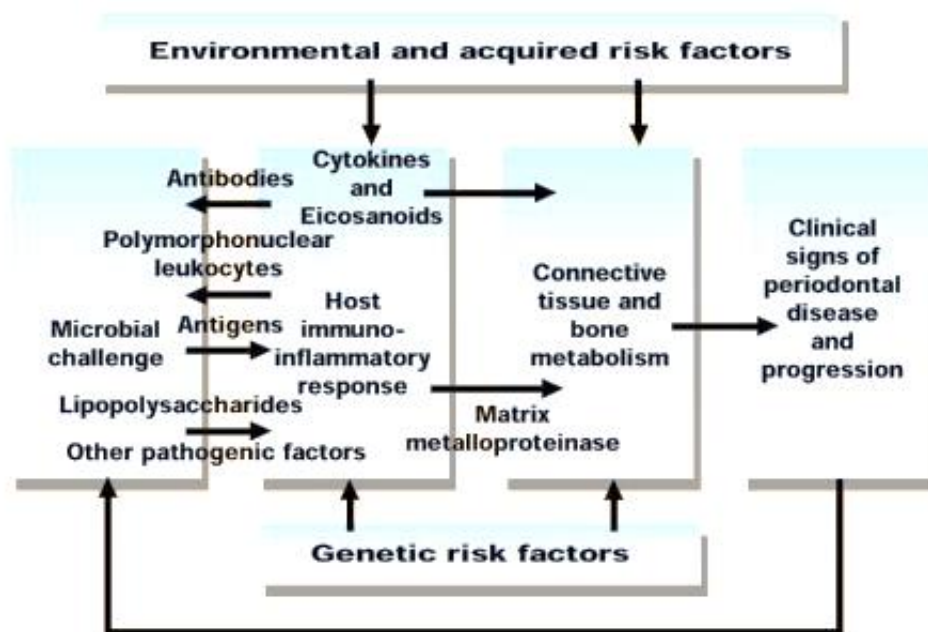 Environmental and acquired risk factors
Antibodies
Polymorphonuclear
leukocytes
Microbial
challenge
Antigens
Lipopolysaccharides
Other pathogenic factors
Cytokines
and
Eicosanoids
Host
immuno-
inflammatory
response
Matrix
metalloproteinase
Connective
tissue and
bone
metabolism
Clinical
signs of
periodontal
disease
and
progression
Genetic risk factors